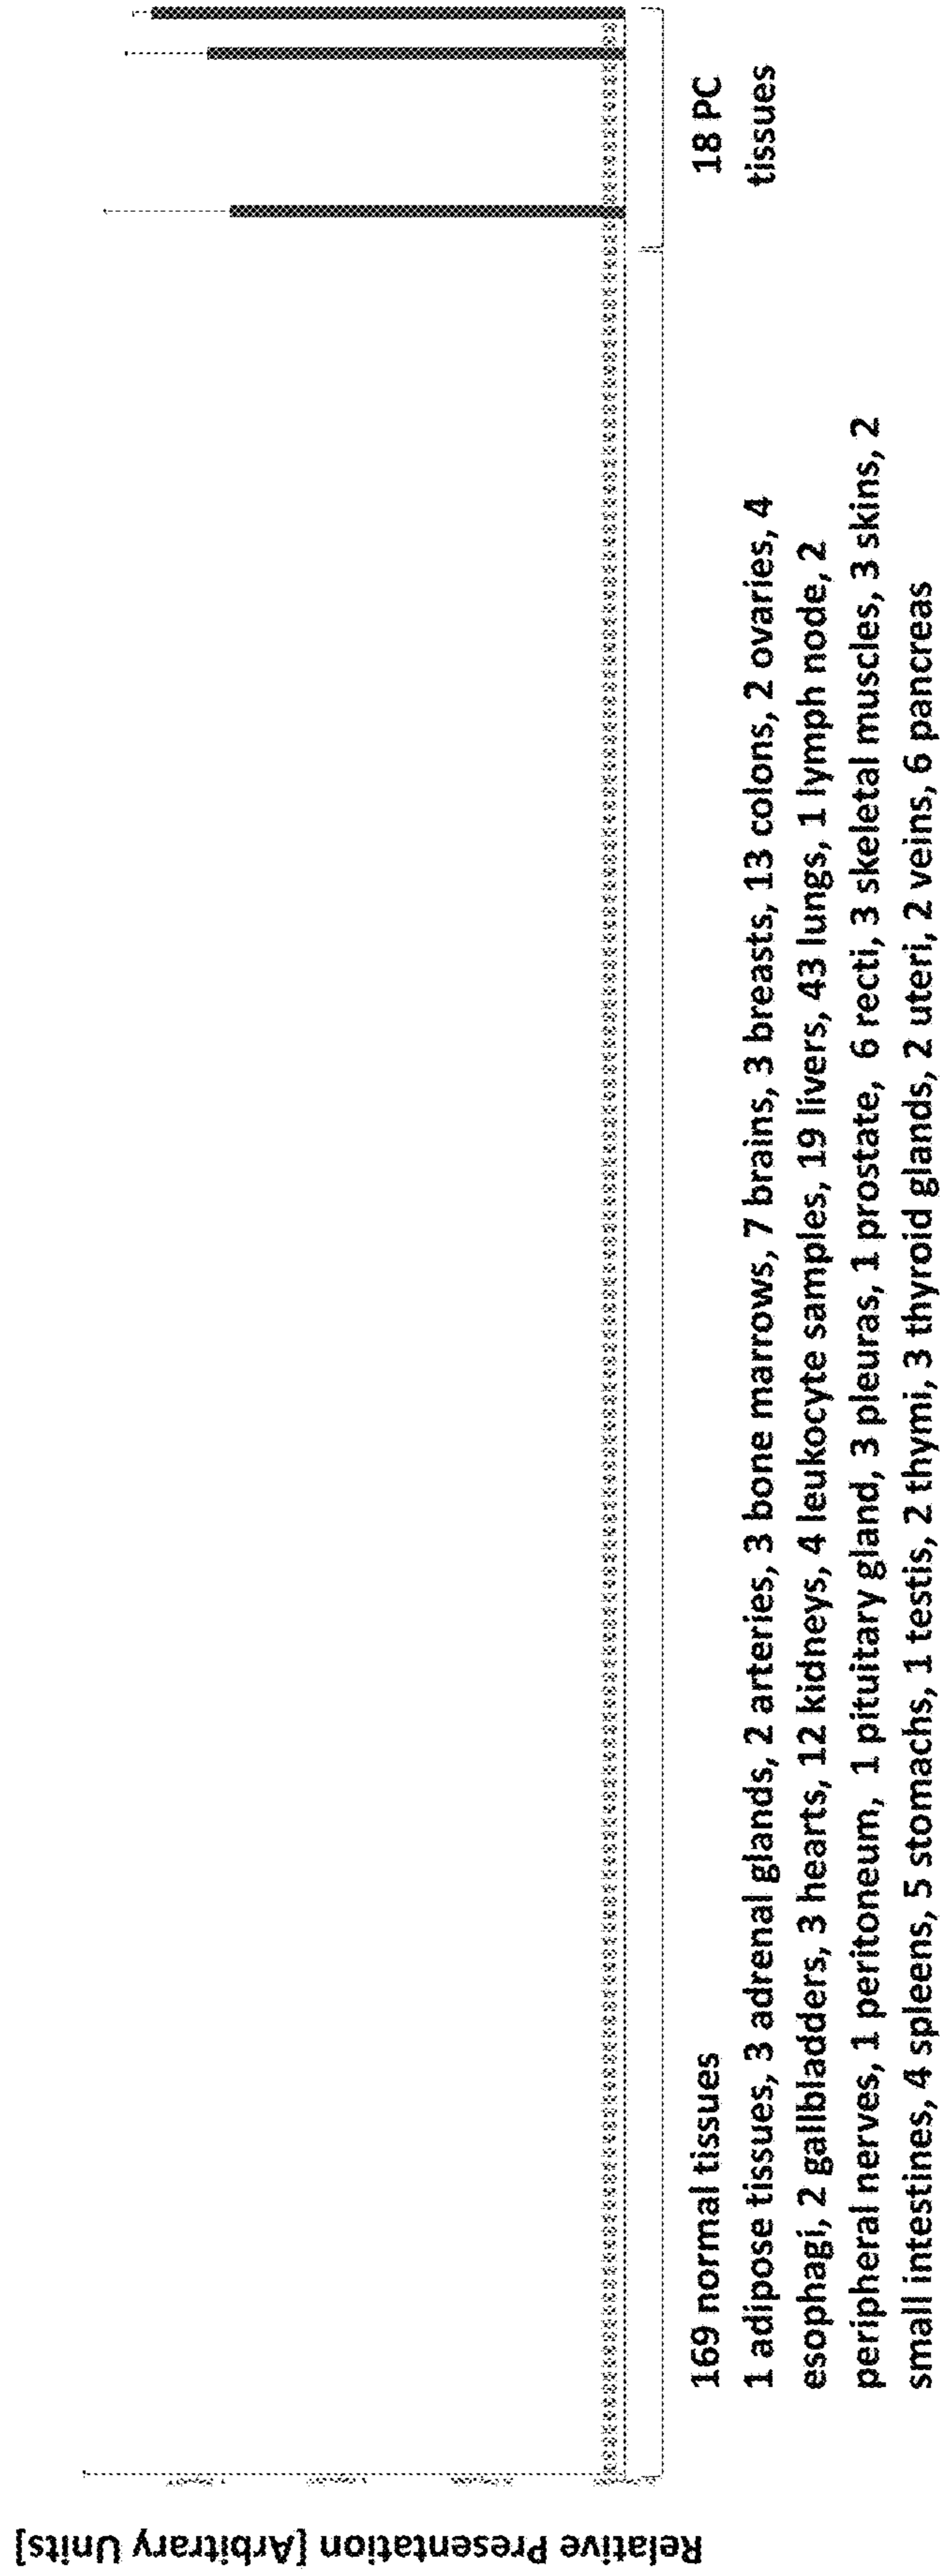 Relative Presentation [Arbitrary Units]
169 normal tissues
1 adipose tissues, 3 adrenal glands, 2 arteries, 3 bone marrows, 7 brains, 3 breasts, 13 colons, 2 ovaries, 4
esophagi, 2 gallbladders, 3 hearts, 12 kidneys, 4 leukocyte samples, 19 livers, 43 lungs, 1 lymph node, 2
peripheral nerves, 1 peritoneum, 1 pituitary gland, 3 pleuras, 1 prostate, 6 recti, 3 skeletal muscles, 3 skins, 2
small intestines, 4 spleens, 5 stomachs, 1 testis, 2 thymi, 3 thyroid glands, 2 uteri, 2 veins, 6 pancreas
18 PC
tissues